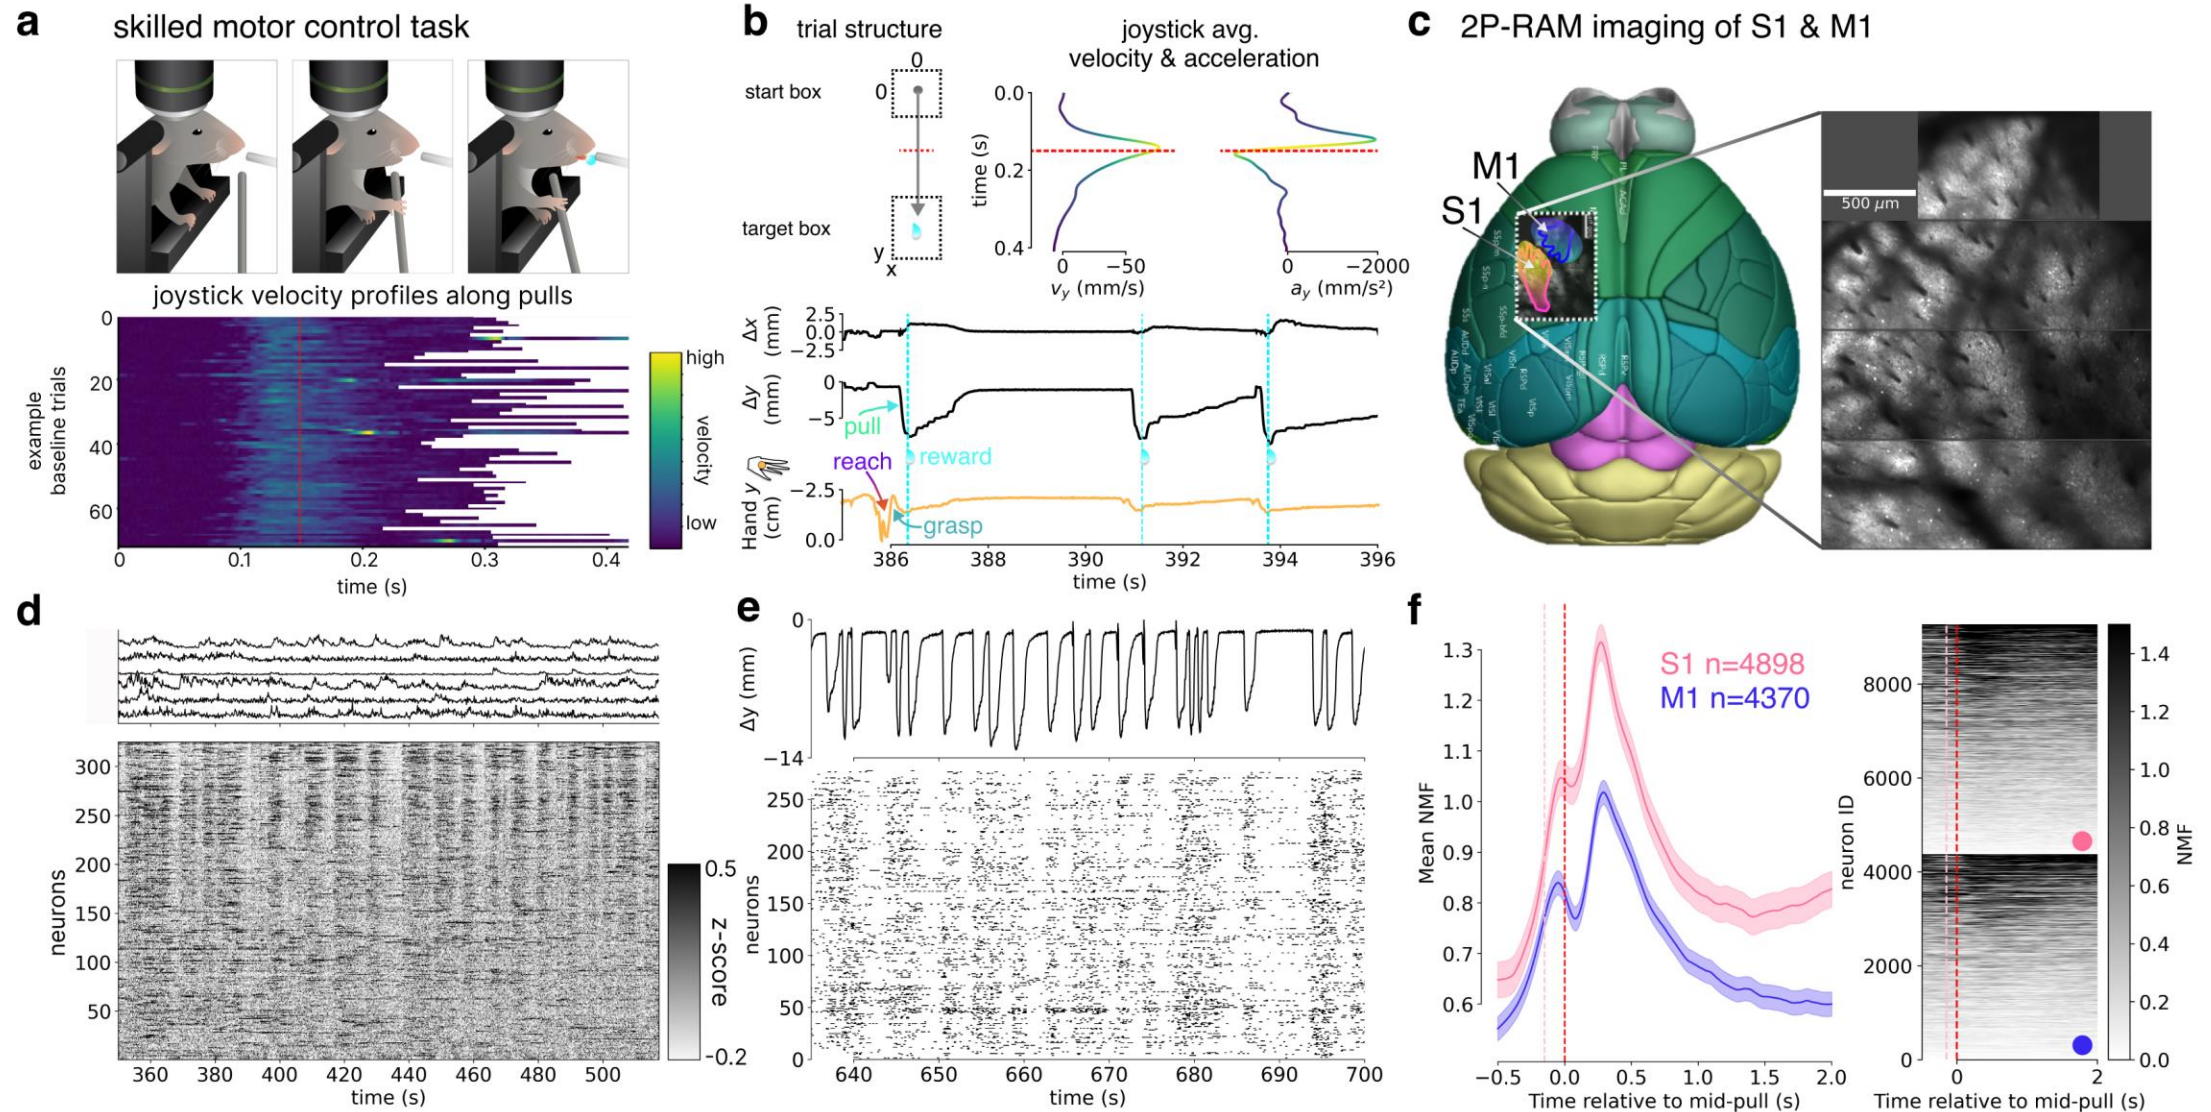 a
skilled motor control task
joystick velocity profiles along pulls
0
20
40
60
example
baseline trials
0
0.1
0.2
0.3
0.4
time (s)
high
low
velocity
b
trial structure
0
start box
0
target box
y
x
joystick avg.
velocity & acceleration
0.0
0.2
0.4
time (s)
0
−50
v_y (mm/s)
0
−2000
a_y (mm/s²)
2.5
0.0
−2.5
Δx
(mm)
0
−5
Δy
(mm)
pull
reward
reach
grasp
−2.5
0.0
Hand y
(cm)
386
388
390
392
394
396
time (s)
c
2P-RAM imaging of S1 & M1
M1
S1
500 μm
d
300
250
200
150
100
50
neurons
360
380
400
420
440
460
480
500
time (s)
0.5
-0.2
z-score
e
0
−14
Δy (mm)
250
200
150
100
50
0
neurons
640
650
660
670
680
690
700
time (s)
f
1.3
1.2
1.1
1.0
0.9
0.8
0.7
0.6
Mean NMF
S1 n=4898
M1 n=4370
−0.5
0.0
0.5
1.0
1.5
2.0
Time relative to mid-pull (s)
8000
6000
4000
2000
0
neuron ID
0
2
Time relative to mid-pull (s)
1.4
1.2
1.0
0.8
0.6
0.4
0.2
0.0
NMF